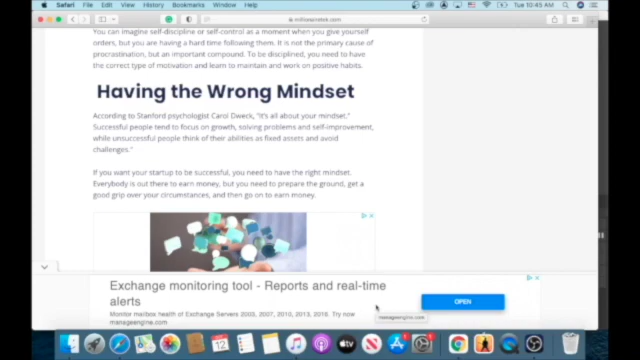 Safari File Edit View History Bookmarks Window Help Tue 10:45 AM
millionairetek.com
You can imagine self-discipline or self-control as a moment when you give yourself
orders, but you are having a hard time following them. It is not the primary cause of
procrastination, but an important compound. To be disciplined, you need to have
the correct type of motivation and learn to maintain and work on positive habits.
Having the Wrong Mindset
According to Stanford psychologist Carol Dweck, "it's all about your mindset."
Successful people tend to focus on growth, solving problems and self-improvement,
while unsuccessful people think of their abilities as fixed assets and avoid
challenges."
If you want your startup to be successful, you need to have the right mindset.
Everybody is out there to earn money, but you need to prepare the ground, get a
good grip over your circumstances, and then go on to earn money.
Exchange monitoring tool - Reports and real-time
alerts
OPEN
Monitor mailbox health of Exchange Servers 2003, 2007, 2010, 2013, 2016. Try now
manageengine.com
manageengine.com
12